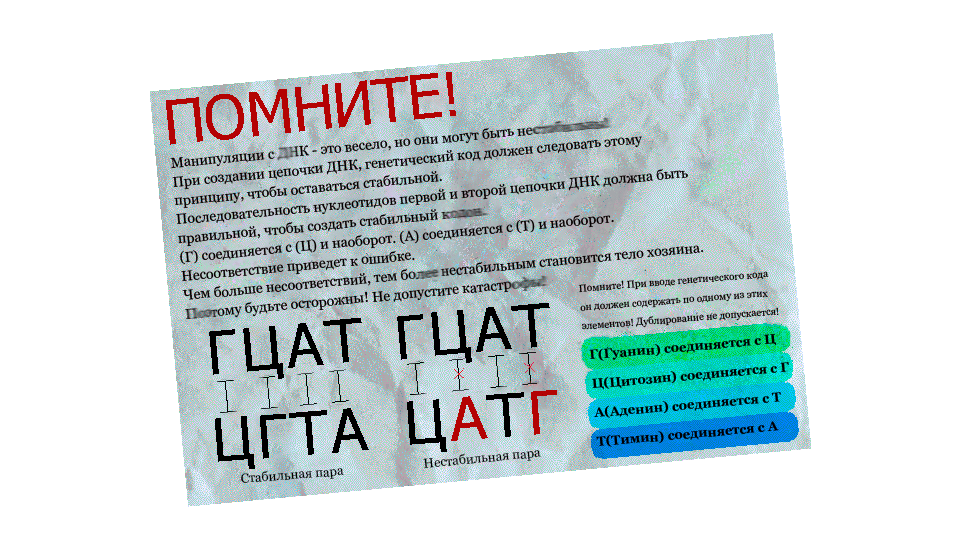 ПОМНИТЕ!
Манипуляции с ДНК - это весело, но они могут быть нестабильны!
При создании цепочки ДНК, генетический код должен следовать этому
принципу, чтобы оставаться стабильной.
Последовательность нуклеотидов первой и второй цепочки ДНК должна быть
правильной, чтобы создать стабильный кодон.
(Г) соединяется с (Ц) и наоборот. (А) соединяется с (Т) и наоборот.
Несоответствие приведет к ошибке.
Чем больше несоответствий, тем более нестабильным становится тело хозяина.
Поэтому будьте осторожны! Не допустите катастрофы!
ГЦАТ
ЦГТА
Стабильная пара
ГЦАТ
ЦАТГ
Нестабильная пара
Помните! При вводе генетического кода
он должен содержать по одному из этих
элементов! Дублирование не допускается!
Г(Гуанин) соединяется с Ц
Ц(Цитозин) соединяется с Г
А(Аденин) соединяется с Т
Т(Тимин) соединяется с А